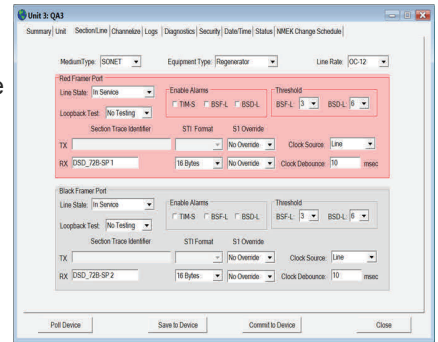 Unit 3: QA3
Summary Unit Section/Line Channelize Logs Diagnostics Security Date/Time Status NMEK Change Schedule
e
MediumType: SONET Equipment Type: Regenerator Line Rate: OC-12
Red Framer Port
Line State: In Service Enable Alarms Threshold
TIM-S BSF-L BSD-L BSF-L: 3 BSD-L: 6
Loopback Test: No Testing
Section Trace Identifier STI Format S1 Override
TX No Override Clock Source: Line
RX DSD_72B-SP1 16 Bytes No Override Clock Debounce: 10 msec
Black Framer Port
Line State: In Service Enable Alarms Threshold
TIM-S BSF-L BSD-L BSF-L: 3 BSD-L: 6
Loopback Test: No Testing
Section Trace Identifier STI Format S1 Override
TX No Override Clock Source: Line
RX DSD_72B-SP2 16 Bytes No Override Clock Debounce: 10 msec
Poll Device Save to Device Commit to Device Close